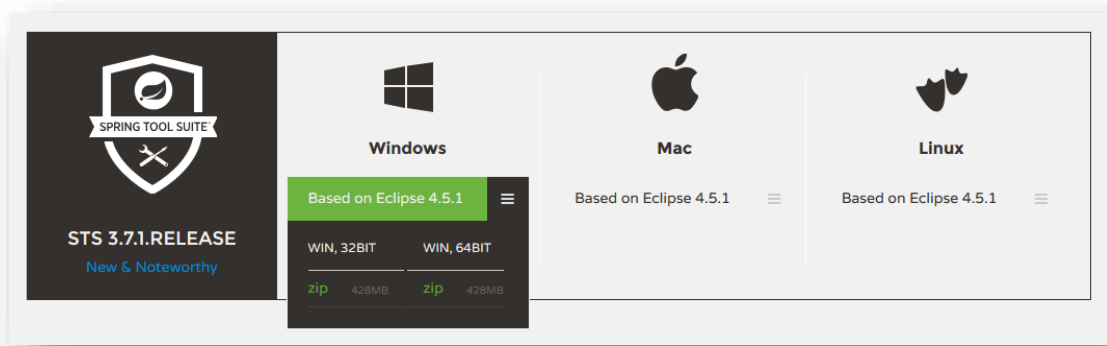 SPRING TOOL SUITE
STS 3.7.1.RELEASE
New & Noteworthy
Windows
Based on Eclipse 4.5.1
WIN, 32BIT
zip 428MB
WIN, 64BIT
zip 428MB
Mac
Based on Eclipse 4.5.1
Linux
Based on Eclipse 4.5.1